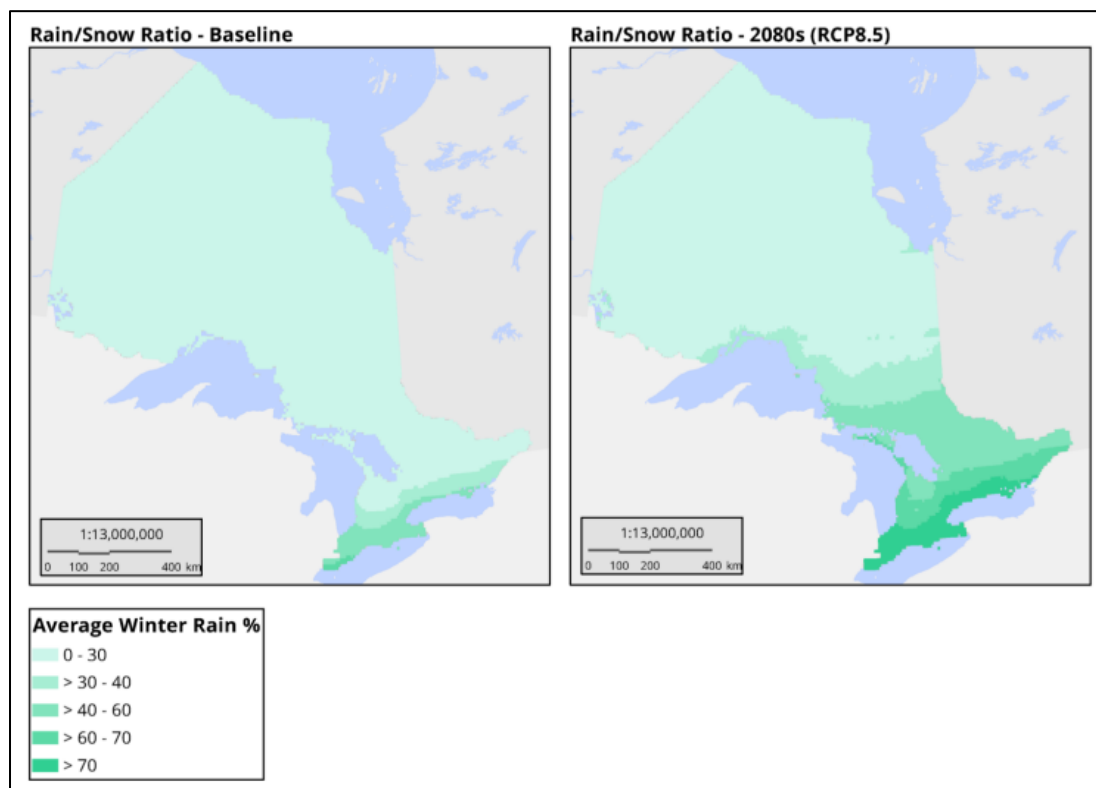 Rain/Snow Ratio - Baseline
Rain/Snow Ratio - 2080s (RCP8.5)
1:13,000,000
0 100 200 400 km
1:13,000,000
0 100 200 400 km
Average Winter Rain %
0 - 30
> 30 - 40
> 40 - 60
> 60 - 70
> 70